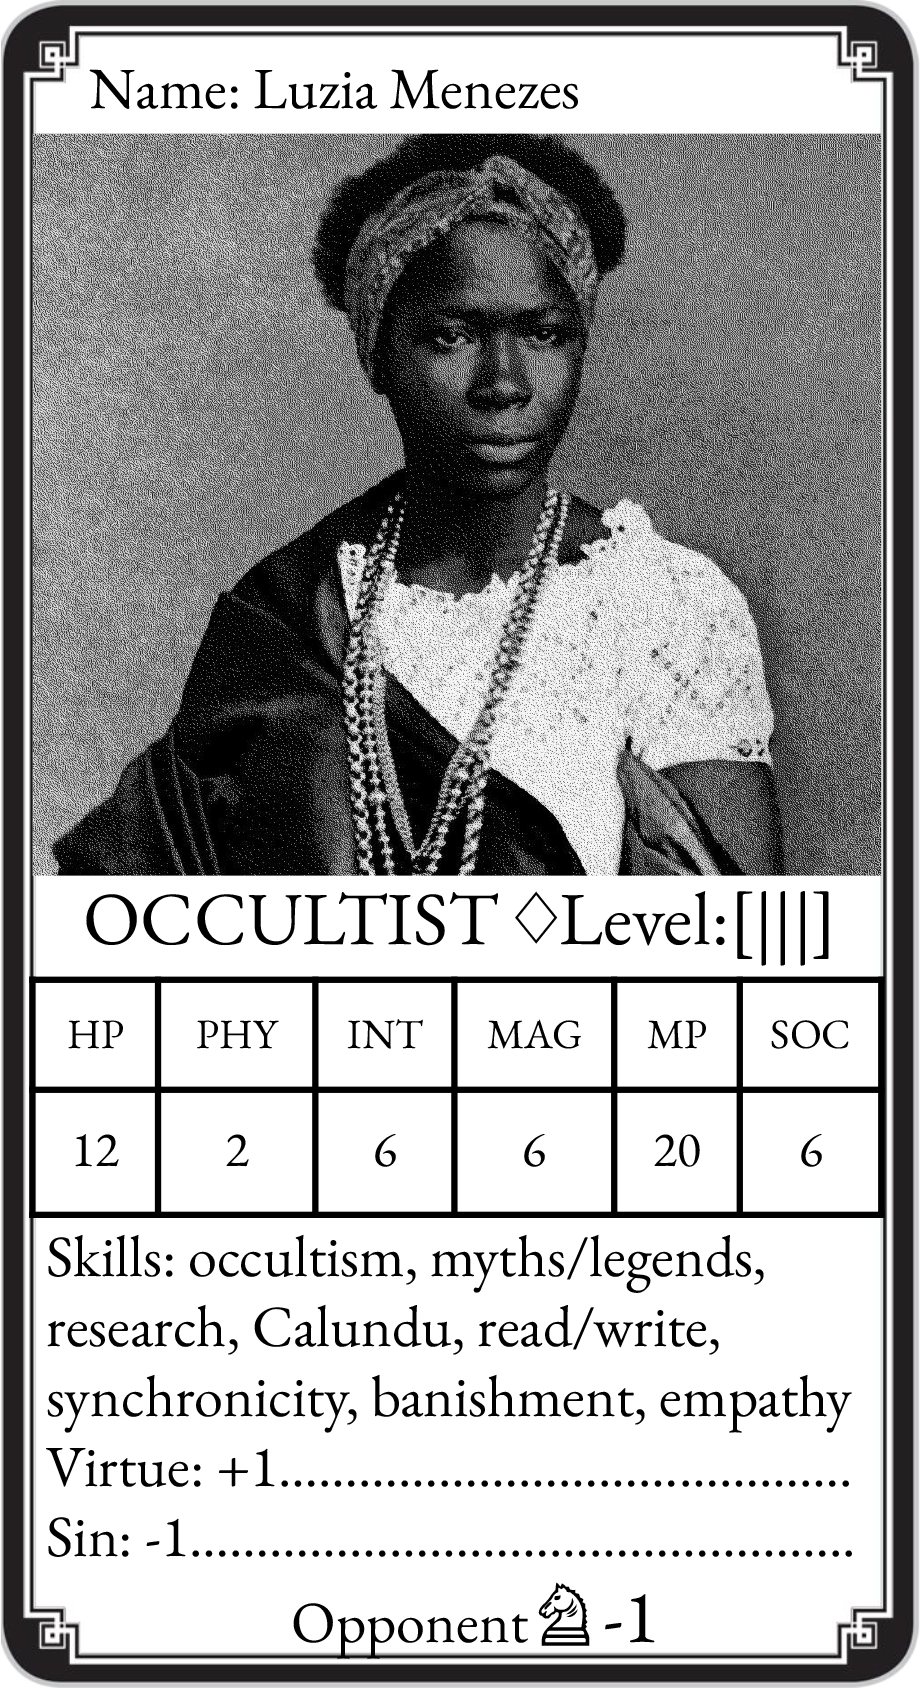 Name: Luzia Menezes
OCCULTIST ◇Level:[|||]
HP PHY INT MAG MP SOC
12 2 6 6 20 6
Skills: occultism, myths/legends,
research, Calundu, read/write,
synchronicity, banishment, empathy
Virtue: +1...........................................
Sin: -1..................................................
Opponent ♘ -1